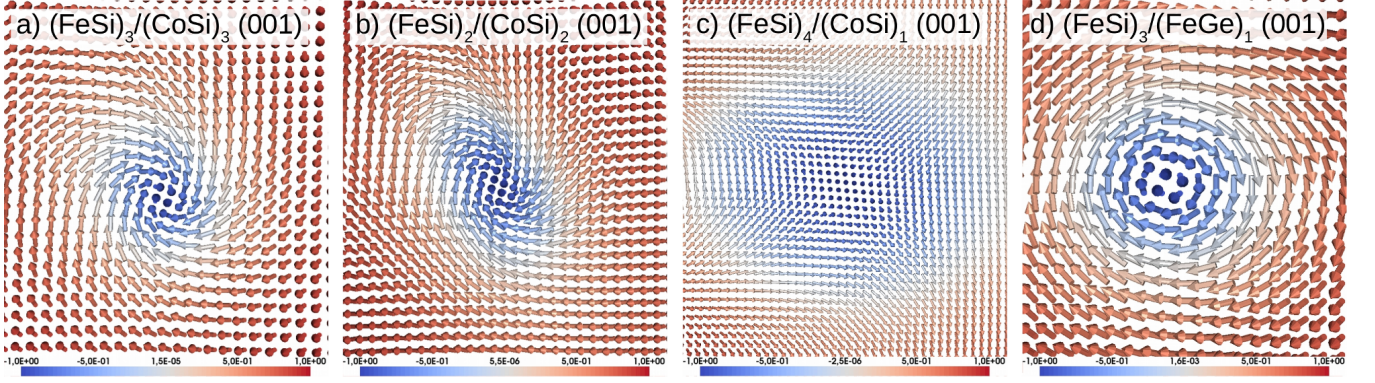 a) (FeSi)3/(CoSi)3 (001)
b) (FeSi)2/(CoSi)2 (001)
c) (FeSi)4/(CoSi)1 (001)
d) (FeSi)3/(FeGe)1 (001)
-1,0E+00 -5,0E-01 1,5E-05 5,0E-01 1,0E+00
-1,0E+00 -5,0E-01 5,5E-06 5,0E-01 1,0E+00
-1,0E+00 -5,0E-01 -2,5E-06 5,0E-01 1,0E+00
-1,0E+00 -5,0E-01 1,6E-03 5,0E-01 1,0E+00